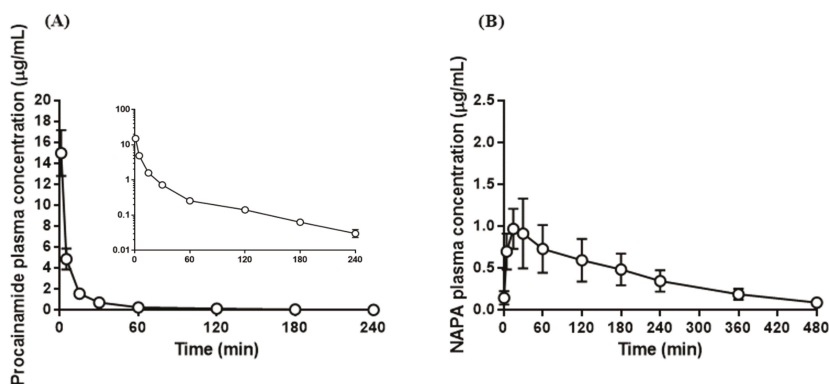 (A)
Procainamide plasma concentration (μg/mL)
20
18
16
14
12
10
8
6
4
2
0
0 60 120 180 240
Time (min)
100
10
1
0.1
0.01
0 60 120 180 240
(B)
NAPA plasma concentration (μg/mL)
2.5
2.0
1.5
1.0
0.5
0.0
0 60 120 180 240 300 360 420 480
Time (min)